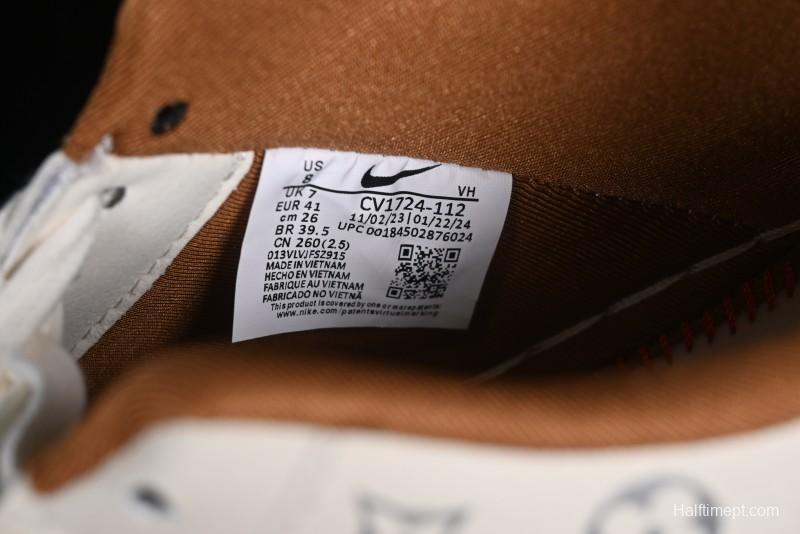 US 8 VH
UK 7 CV1724-112
EUR 41 11/02/23|01/22/24
cm 26 UPC 00184502876024
BR 39.5
CN 260(2.5)
013VLVJFSZ915
MADE IN VIETNAM
HECHO EN VIETNAM
FABRIQUE AU VIETNAM
FABRICADO NO VIETNÃ
This product is covered by one or more patents:
www.nike.com/patentsvirtualmarking
Halftimept.com